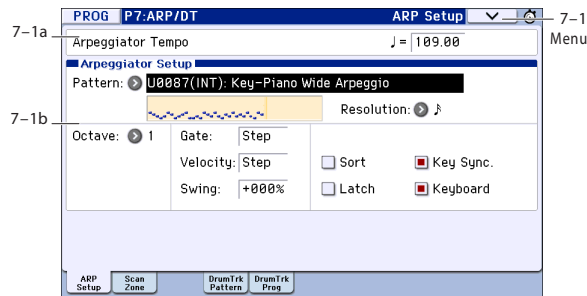 PROG P7:ARP/DT ARP Setup
7-1
Menu
7-1a
Arpeggiator Tempo ♩= 109.00
Arpeggiator Setup
Pattern: U0087(INT): Key-Piano Wide Arpeggio
Resolution: ♪
7-1b
Octave: 1 Gate: Step
Velocity: Step Sort Key Sync.
Swing: +000% Latch Keyboard
ARP Setup
Scan Zone
DrumTrk Pattern
DrumTrk Prog